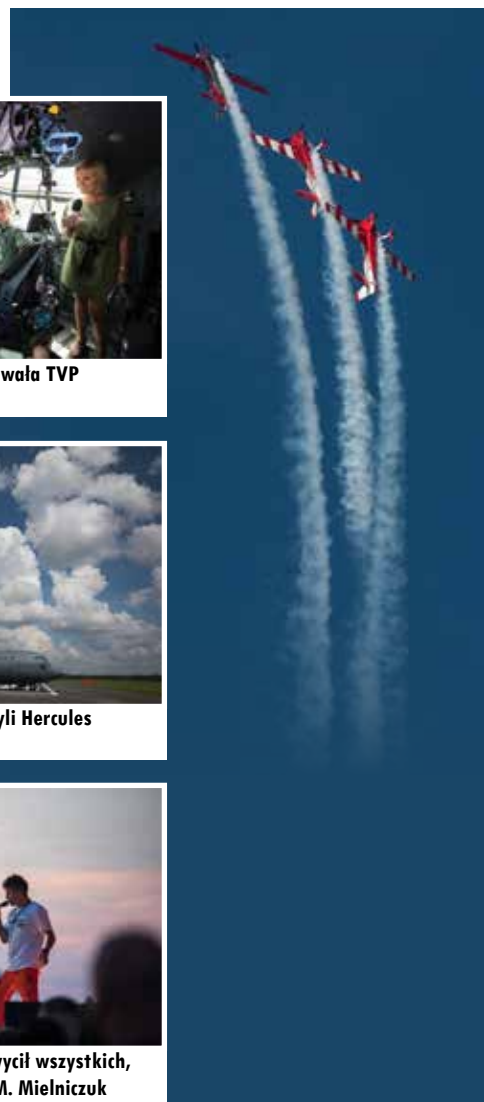 wała TVP
yli Hercules
ycił wszystkich,
M. Mielniczuk